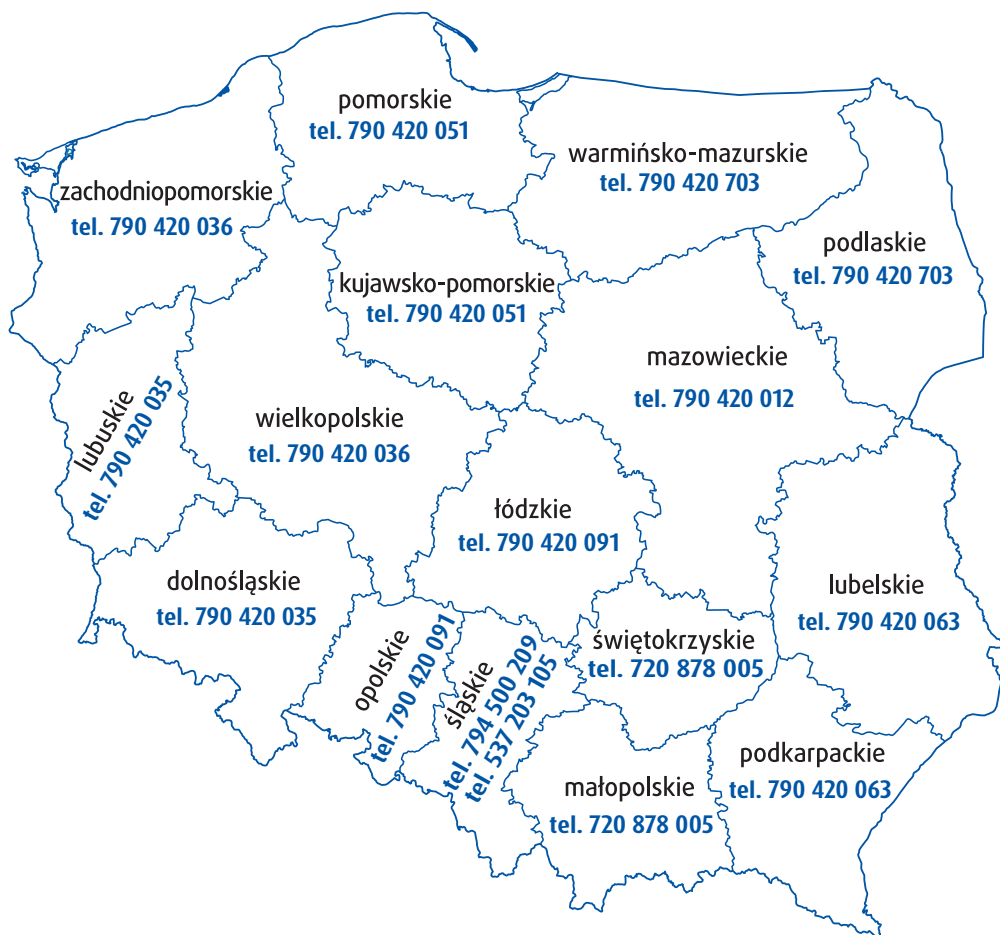 pomorskie
tel. 790 420 051
warmińsko-mazurskie
tel. 790 420 703
zachodniopomorskie
tel. 790 420 036
podlaskie
tel. 790 420 703
kujawsko-pomorskie
tel. 790 420 051
mazowieckie
tel. 790 420 012
lubuskie
tel. 790 420 035
wielkopolskie
tel. 790 420 036
łódzkie
tel. 790 420 091
dolnośląskie
tel. 790 420 035
lubelskie
tel. 790 420 063
opolskie
tel. 790 420 091
śląskie
tel. 794 500 209
tel. 537 203 105
świętokrzyskie
tel. 720 878 005
małopolskie
tel. 720 878 005
podkarpackie
tel. 790 420 063